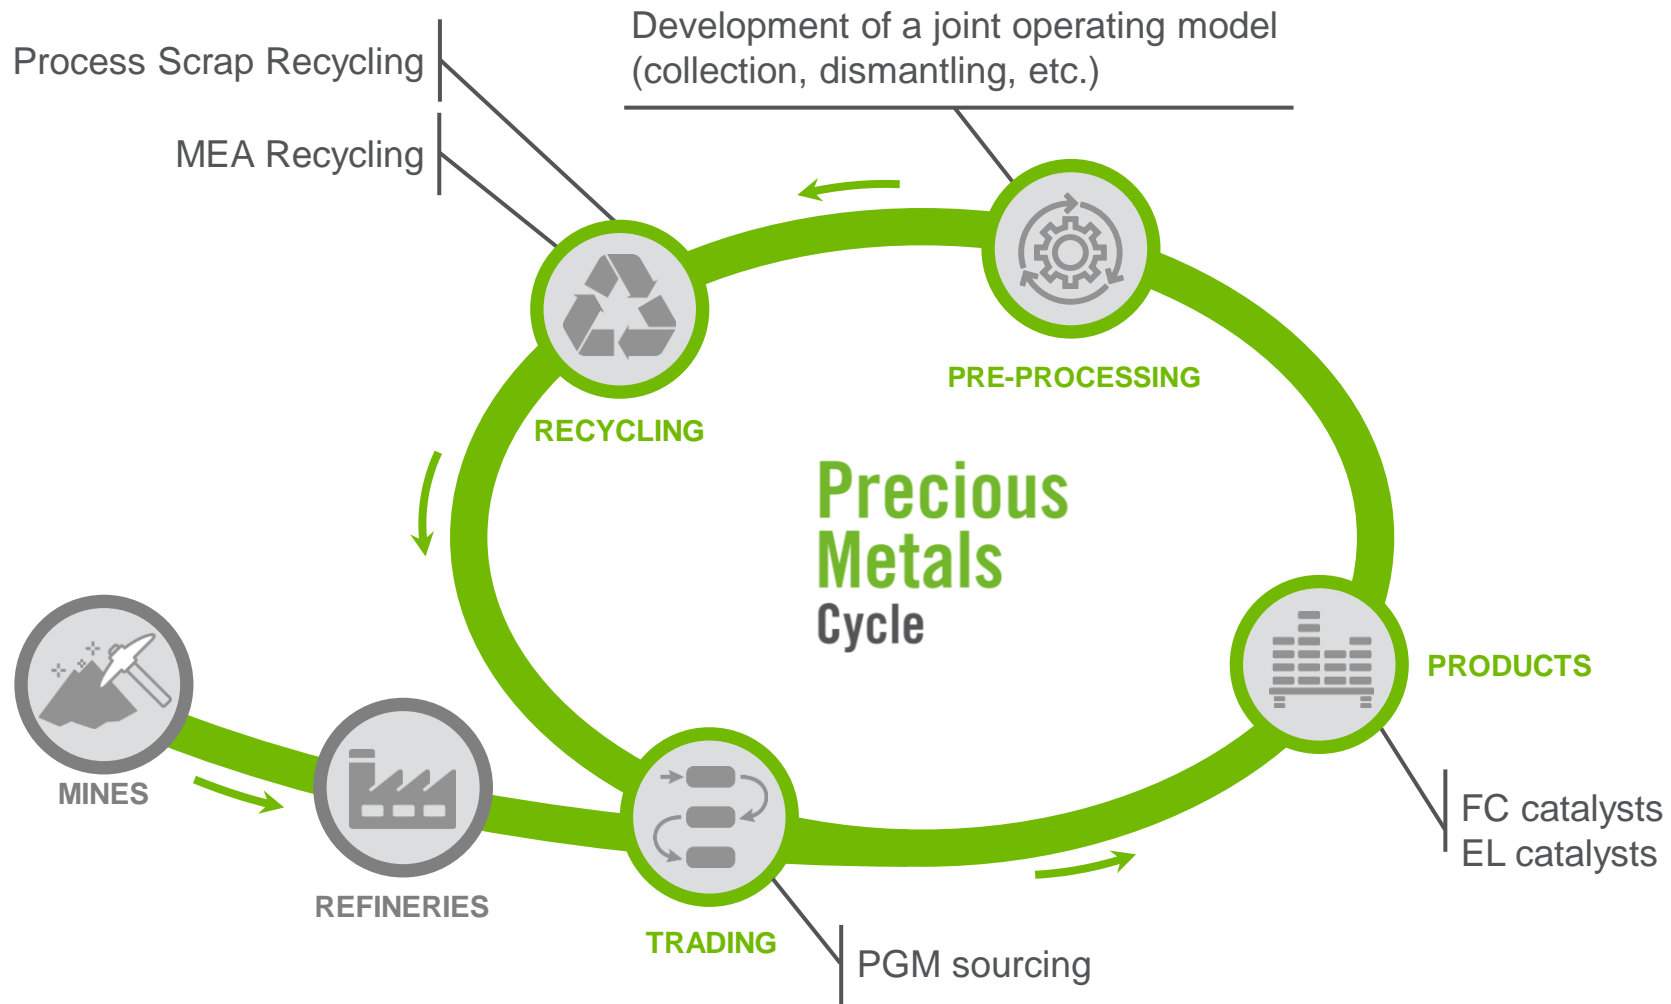 Development of a joint operating model
(collection, dismantling, etc.)
Process Scrap Recycling
MEA Recycling
PRE-PROCESSING
RECYCLING
Precious
Metals
Cycle
PRODUCTS
MINES
FC catalysts
EL catalysts
REFINERIES
TRADING
PGM sourcing